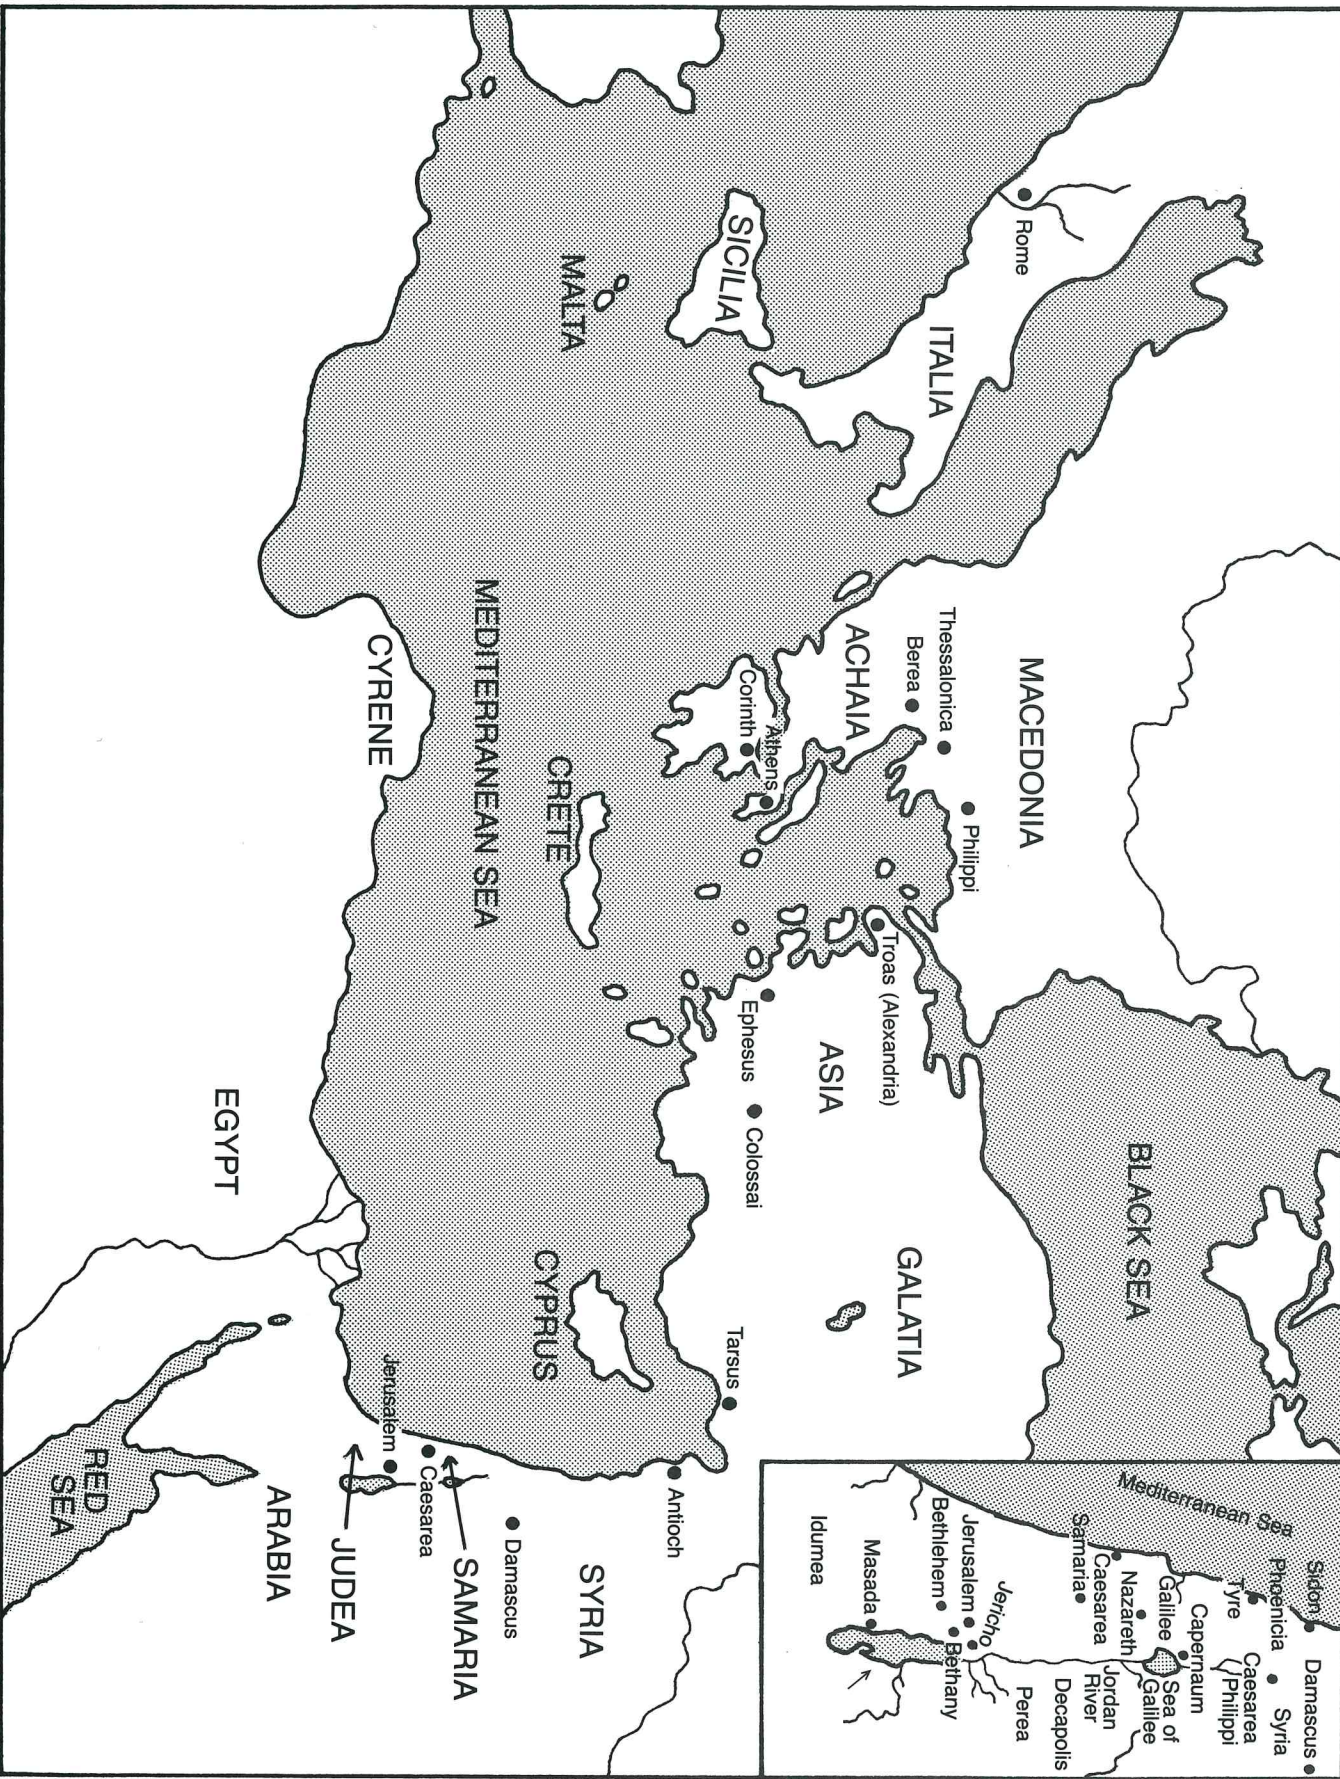 Rome
ITALIA
SICILIA
MALTA
MACEDONIA
Thessalonica
Berea
Philippi
ACHAIA
Corinth
Athens
Troas (Alexandria)
BLACK SEA
ASIA
Ephesus
Colossai
GALATIA
MEDITERRANEAN SEA
CRETE
CYRENE
CYPRUS
Tarsus
Antioch
SYRIA
Damascus
SAMARIA
Caesarea
Jerusalem
JUDEA
ARABIA
EGYPT
RED
SEA
Mediterranean Sea
Sidon
Damascus
Phoenicia
Syria
Tyre
Caesarea
Philippi
Capernaum
Galilee
Sea of
Galilee
Nazareth
Caesarea
Samaria
Jordan
River
Decapolis
Perea
Jericho
Jerusalem
Bethany
Bethlehem
Masada
Idumea